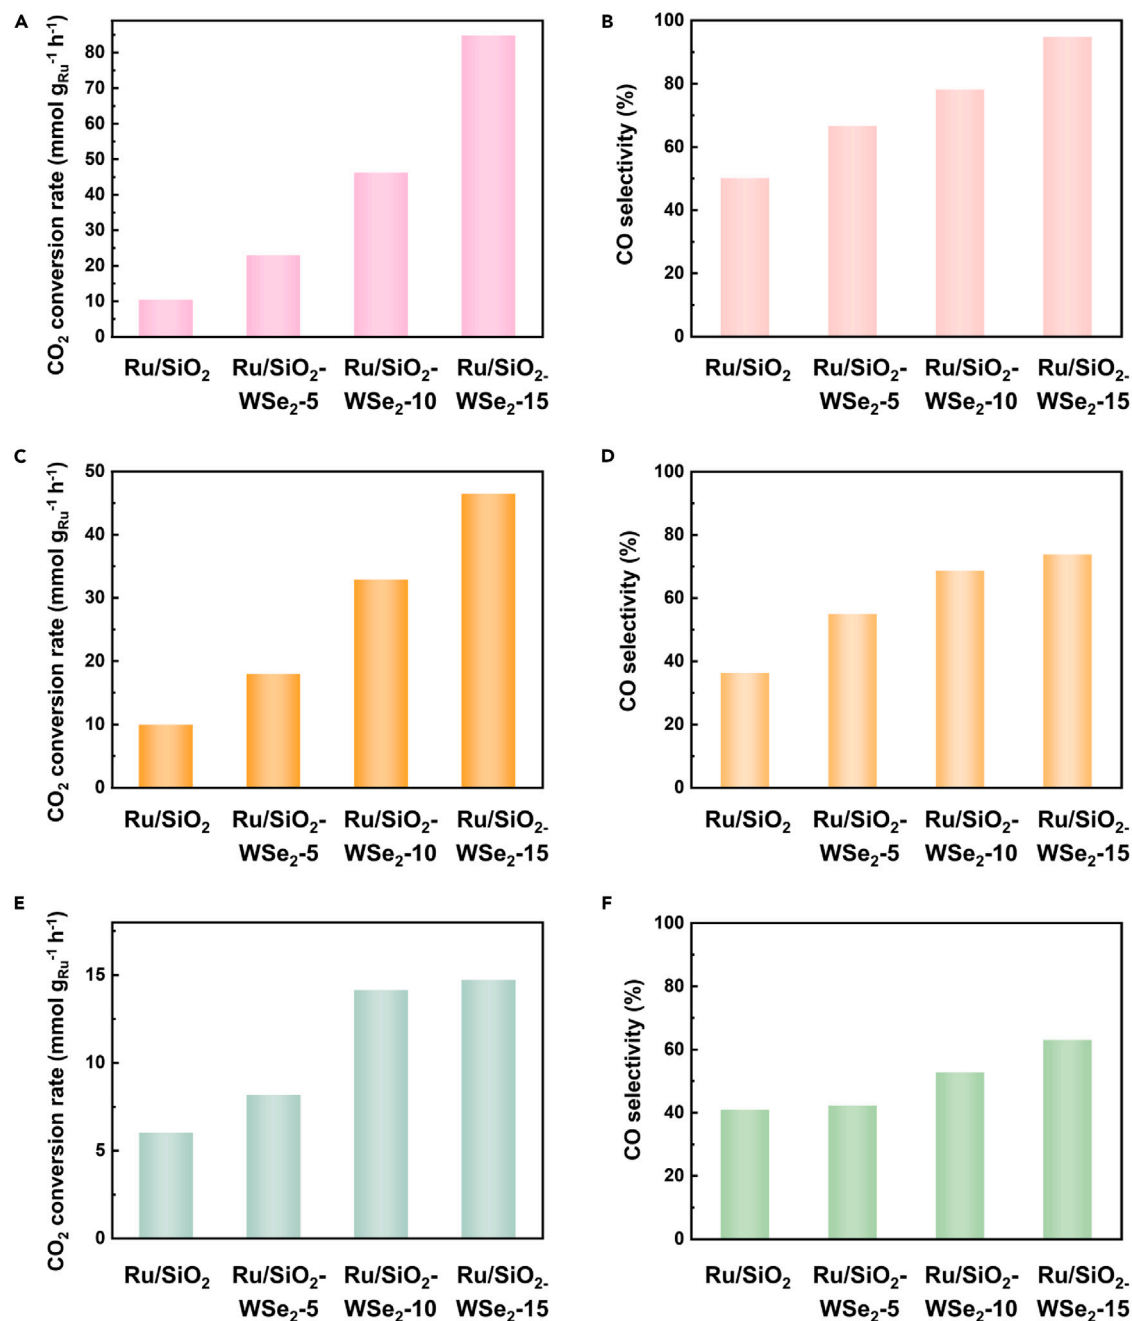 A
CO₂ conversion rate (mmol gRu⁻¹ h⁻¹)
80
70
60
50
40
30
20
10
0
Ru/SiO₂ Ru/SiO₂- Ru/SiO₂- Ru/SiO₂-
WSe₂-5 WSe₂-10 WSe₂-15
B
CO selectivity (%)
100
80
60
40
20
0
Ru/SiO₂ Ru/SiO₂- Ru/SiO₂- Ru/SiO₂-
WSe₂-5 WSe₂-10 WSe₂-15
C
CO₂ conversion rate (mmol gRu⁻¹ h⁻¹)
50
40
30
20
10
0
Ru/SiO₂ Ru/SiO₂- Ru/SiO₂- Ru/SiO₂-
WSe₂-5 WSe₂-10 WSe₂-15
D
CO selectivity (%)
100
80
60
40
20
0
Ru/SiO₂ Ru/SiO₂- Ru/SiO₂- Ru/SiO₂-
WSe₂-5 WSe₂-10 WSe₂-15
E
CO₂ conversion rate (mmol gRu⁻¹ h⁻¹)
15
10
5
0
Ru/SiO₂ Ru/SiO₂- Ru/SiO₂- Ru/SiO₂-
WSe₂-5 WSe₂-10 WSe₂-15
F
CO selectivity (%)
100
80
60
40
20
0
Ru/SiO₂ Ru/SiO₂- Ru/SiO₂- Ru/SiO₂-
WSe₂-5 WSe₂-10 WSe₂-15